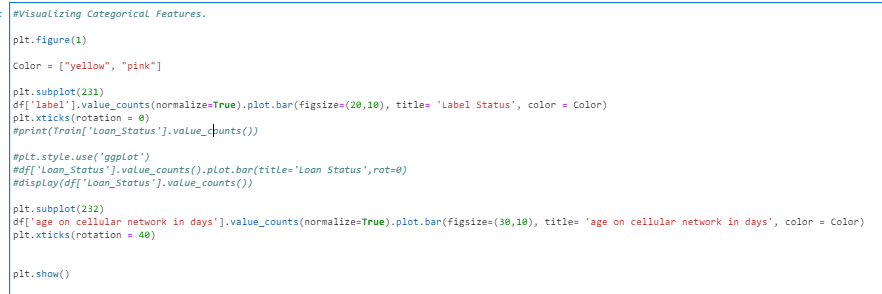 #Visualizing Categorical Features.
plt.figure(1)
Color = ["yellow", "pink"]
plt.subplot(231)
df['label'].value_counts(normalize=True).plot.bar(figsize=(20,10), title= 'Label Status', color = Color)
plt.xticks(rotation = 0)
#print(Train['Loan_Status'].value_counts())
#plt.style.use('ggplot')
#df['Loan_Status'].value_counts().plot.bar(title='Loan Status',rot=0)
#display(df['Loan_Status'].value_counts())
plt.subplot(232)
df['age on cellular network in days'].value_counts(normalize=True).plot.bar(figsize=(30,10), title= 'age on cellular network in days', color = Color)
plt.xticks(rotation = 40)
plt.show()